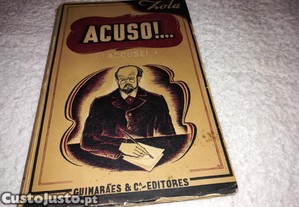 Zola
ACUSO!...
(J'ACCUSE!...)
GUIMARÃES & C.ª - EDITORES
CustoJusto.pt